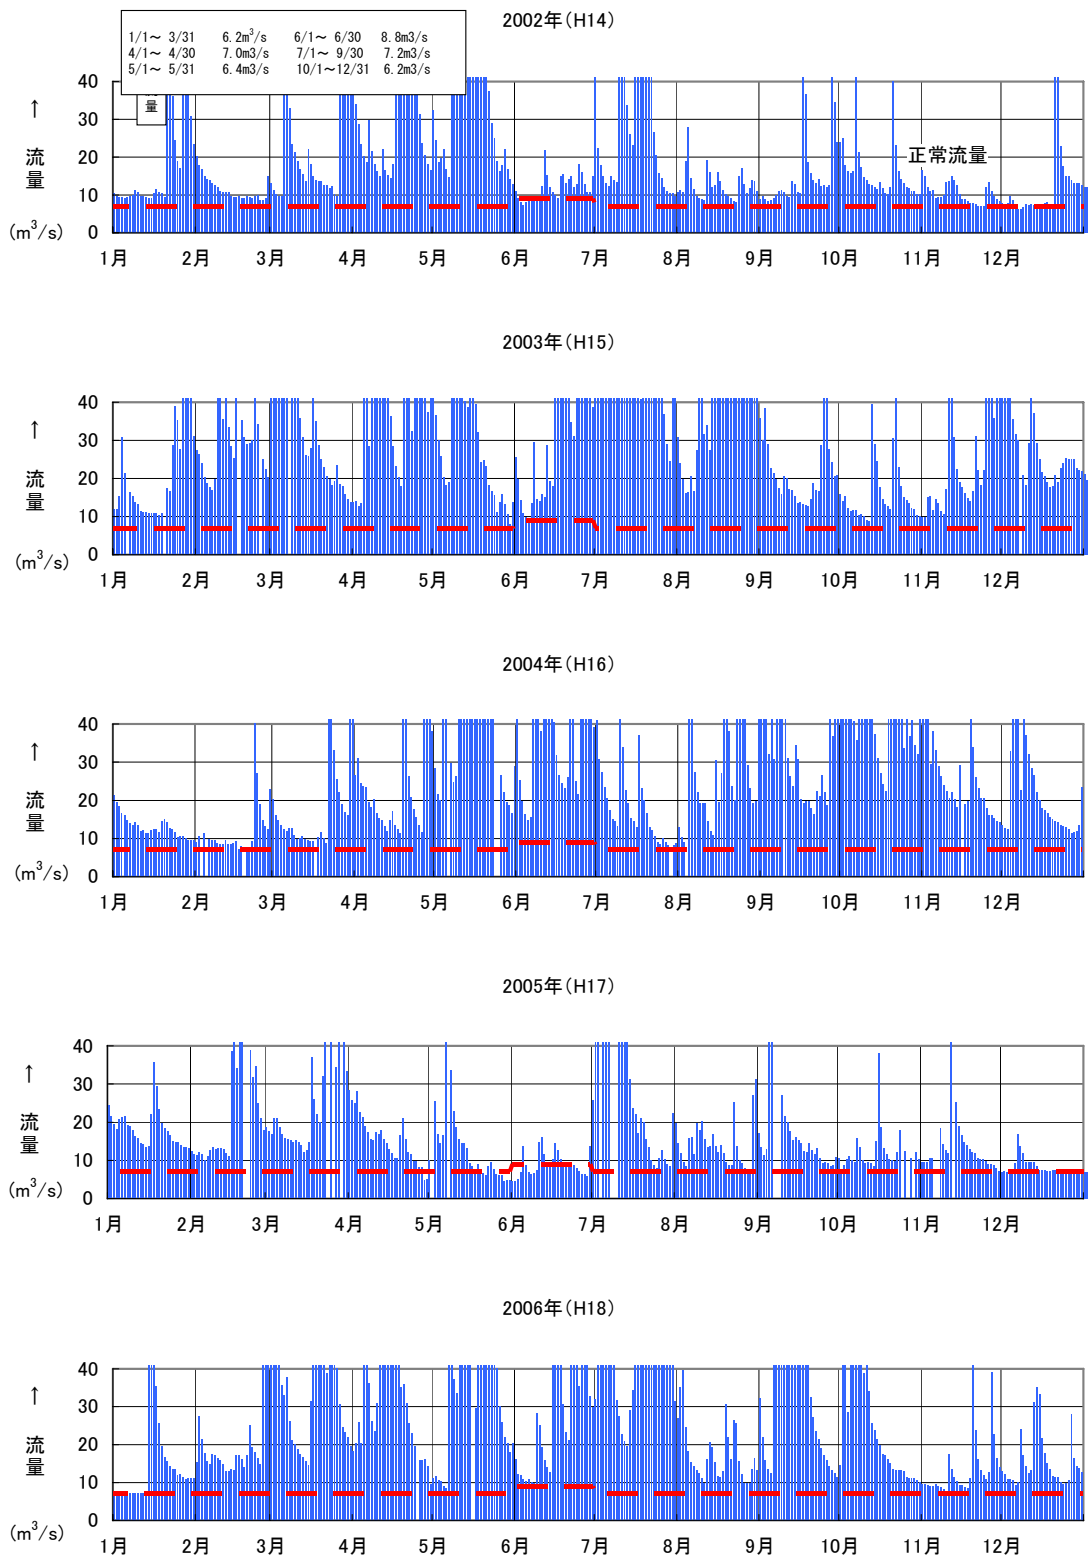 2002年(H14)
1/1～ 3/31 6.2m³/s 6/1～ 6/30 8.8m3/s
4/1～ 4/30 7.0m3/s 7/1～ 9/30 7.2m3/s
5/1～ 5/31 6.4m3/s 10/1～12/31 6.2m3/s
量
正常流量
↑
流
量
(m³/s)
40
30
20
10
0
1月 2月 3月 4月 5月 6月 7月 8月 9月 10月 11月 12月
2003年(H15)
↑
流
量
(m³/s)
40
30
20
10
0
1月 2月 3月 4月 5月 6月 7月 8月 9月 10月 11月 12月
2004年(H16)
↑
流
量
(m³/s)
40
30
20
10
0
1月 2月 3月 4月 5月 6月 7月 8月 9月 10月 11月 12月
2005年(H17)
↑
流
量
(m³/s)
40
30
20
10
0
1月 2月 3月 4月 5月 6月 7月 8月 9月 10月 11月 12月
2006年(H18)
↑
流
量
(m³/s)
40
30
20
10
0
1月 2月 3月 4月 5月 6月 7月 8月 9月 10月 11月 12月